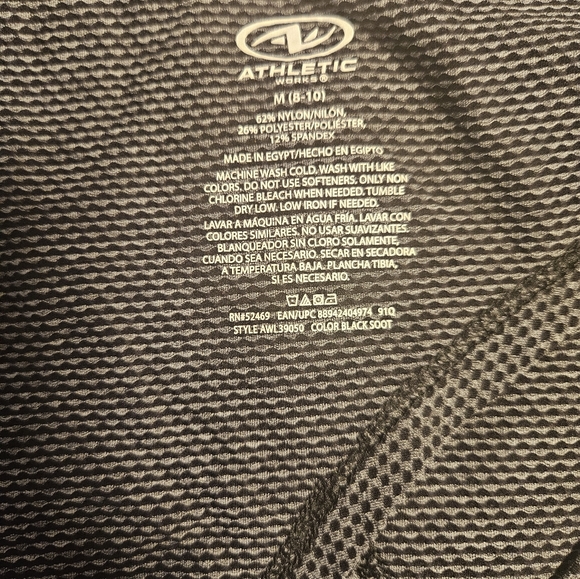 ATHLETIC
WORKS®
M (8-10)
62% NYLON/NILON,
26% POLYESTER/POLIÉSTER,
12% SPANDEX
MADE IN EGYPT/HECHO EN EGIPTO
MACHINE WASH COLD, WASH WITH LIKE
COLORS. DO NOT USE SOFTENERS. ONLY NON
CHLORINE BLEACH WHEN NEEDED. TUMBLE
DRY LOW. LOW IRON IF NEEDED.
LAVAR A MÁQUINA EN AGUA FRÍA. LAVAR CON
COLORES SIMILARES. NO USAR SUAVIZANTES.
BLANQUEADOR SIN CLORO SOLAMENTE,
CUANDO SEA NECESARIO. SECAR EN SECADORA
A TEMPERATURA BAJA. PLANCHA TIBIA,
SI ES NECESARIO.
RN#52469 EAN/UPC 88942404974 91Q
STYLE AWL39050 COLOR BLACK SOOT